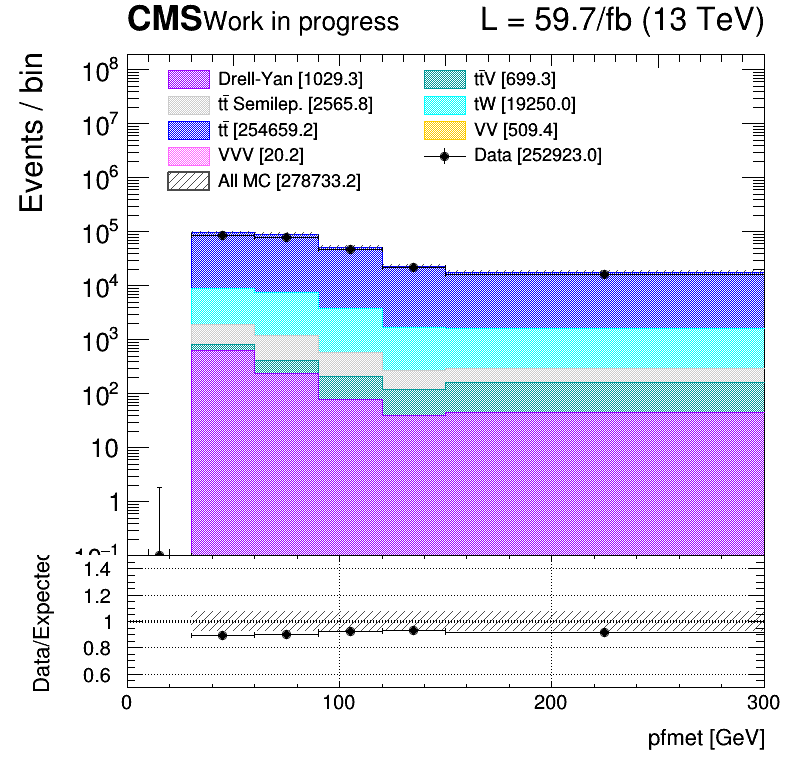 CMS Work in progress L = 59.7/fb (13 TeV)
Events / bin
10⁸
10⁷
10⁶
10⁵
10⁴
10³
10²
10
1
10⁻¹
Drell-Yan [1029.3]
tt̄V [699.3]
tt̄ Semilep. [2565.8]
tW [19250.0]
tt̄ [254659.2]
VV [509.4]
VVV [20.2]
Data [252923.0]
All MC [278733.2]
Data/Expected
1.4
1.2
1
0.8
0.6
0 100 200 300
pfmet [GeV]